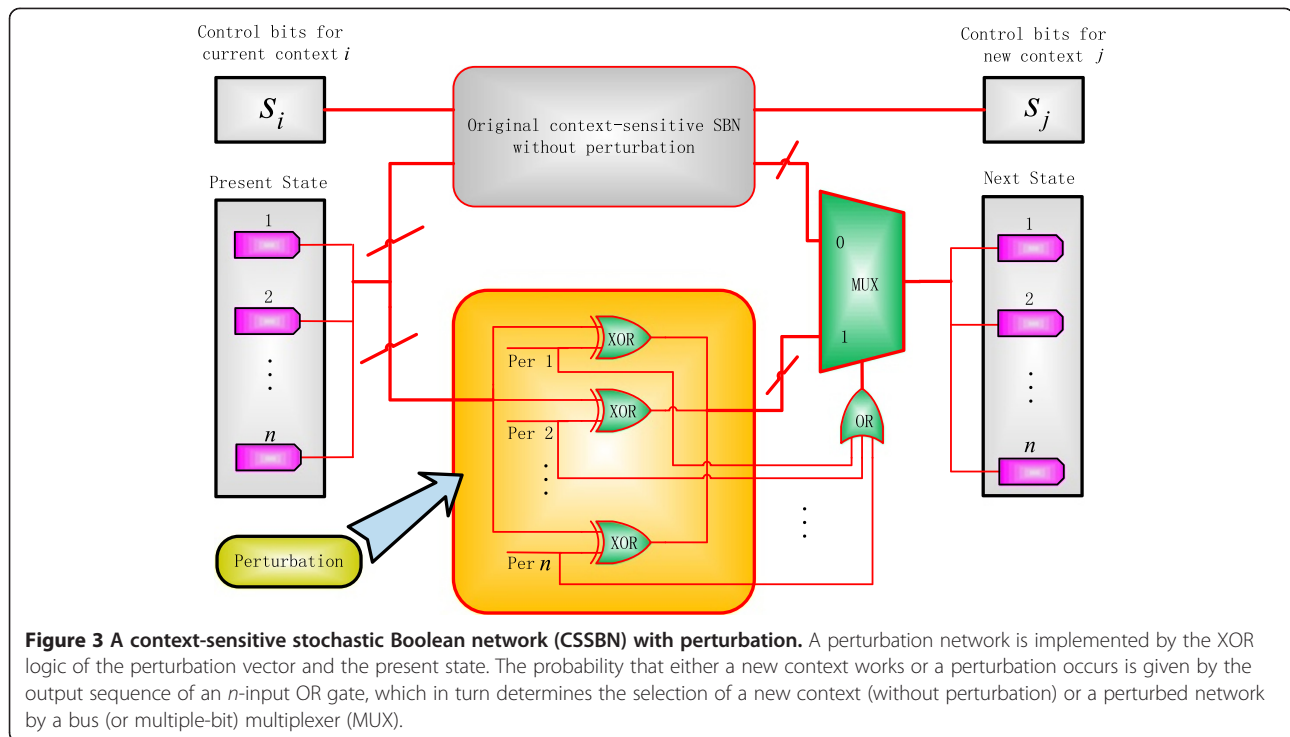 Control bits for
current context i
Control bits for
new context j
S_i
Original context-sensitive SBN
without perturbation
S_j
Present State
Next State
1
2
⋮
n
0
MUX
1
1
2
⋮
n
XOR
Per 1
XOR
Per 2
⋮
XOR
Per n
OR
⋮
Perturbation
Figure 3 A context-sensitive stochastic Boolean network (CSSBN) with perturbation. A perturbation network is implemented by the XOR
logic of the perturbation vector and the present state. The probability that either a new context works or a perturbation occurs is given by the
output sequence of an n-input OR gate, which in turn determines the selection of a new context (without perturbation) or a perturbed network
by a bus (or multiple-bit) multiplexer (MUX).